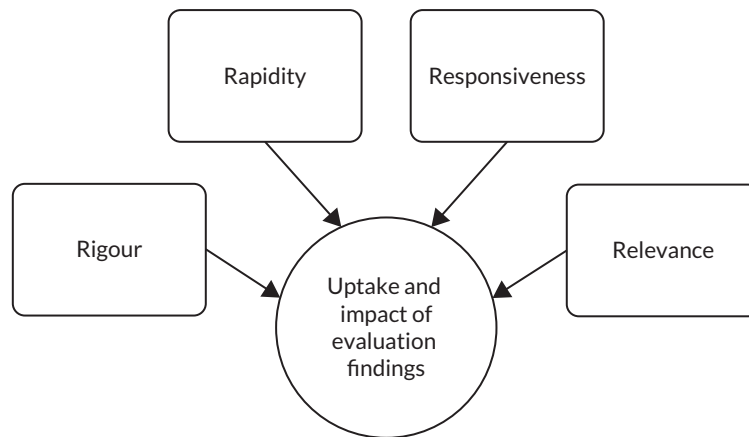 Rapidity
Responsiveness
Rigour
Relevance
Uptake and
impact of
evaluation
findings